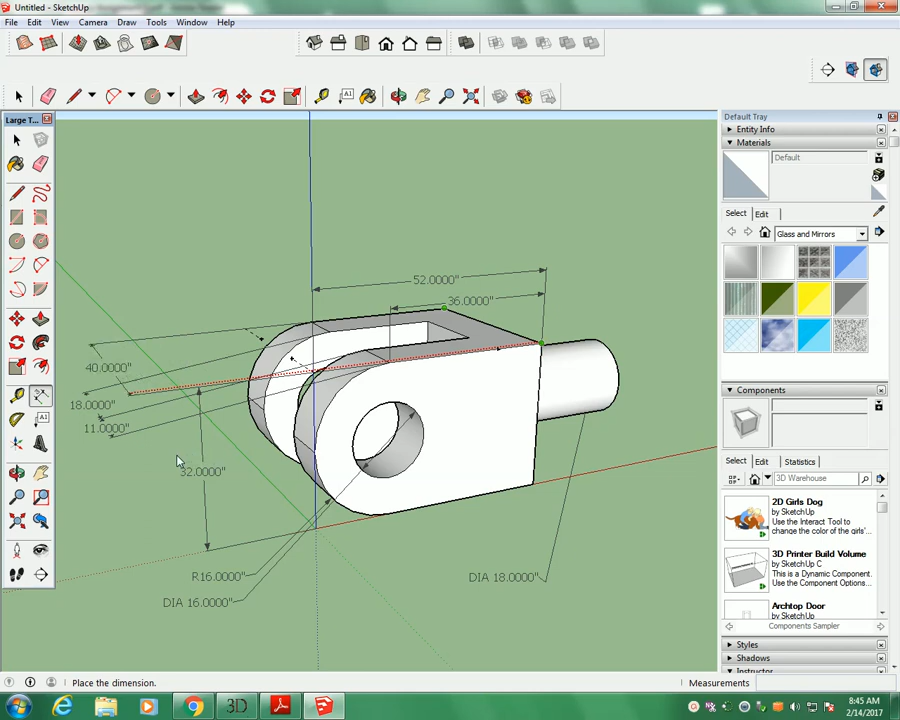 Untitled - SketchUp
File Edit View Camera Draw Tools Window Help
Large T...
Default Tray
Entity Info
Materials
Default
Select Edit
Glass and Mirrors
Components
Select Edit Statistics
3D Warehouse
2D Girls Dog
by SketchUp
Use the Interact Tool to
change the color of the girls'
3D Printer Build Volume
by SketchUp C
This is a Dynamic Component.
Use the Component Options
Archtop Door
by SketchUp
Components Sampler
Styles
Shadows
Instructor
52.0000"
36.0000"
40.0000"
18.0000"
11.0000"
32.0000"
R16.0000"
DIA 16.0000"
DIA 18.0000"
Place the dimension.
Measurements
8:45 AM
2/14/2017